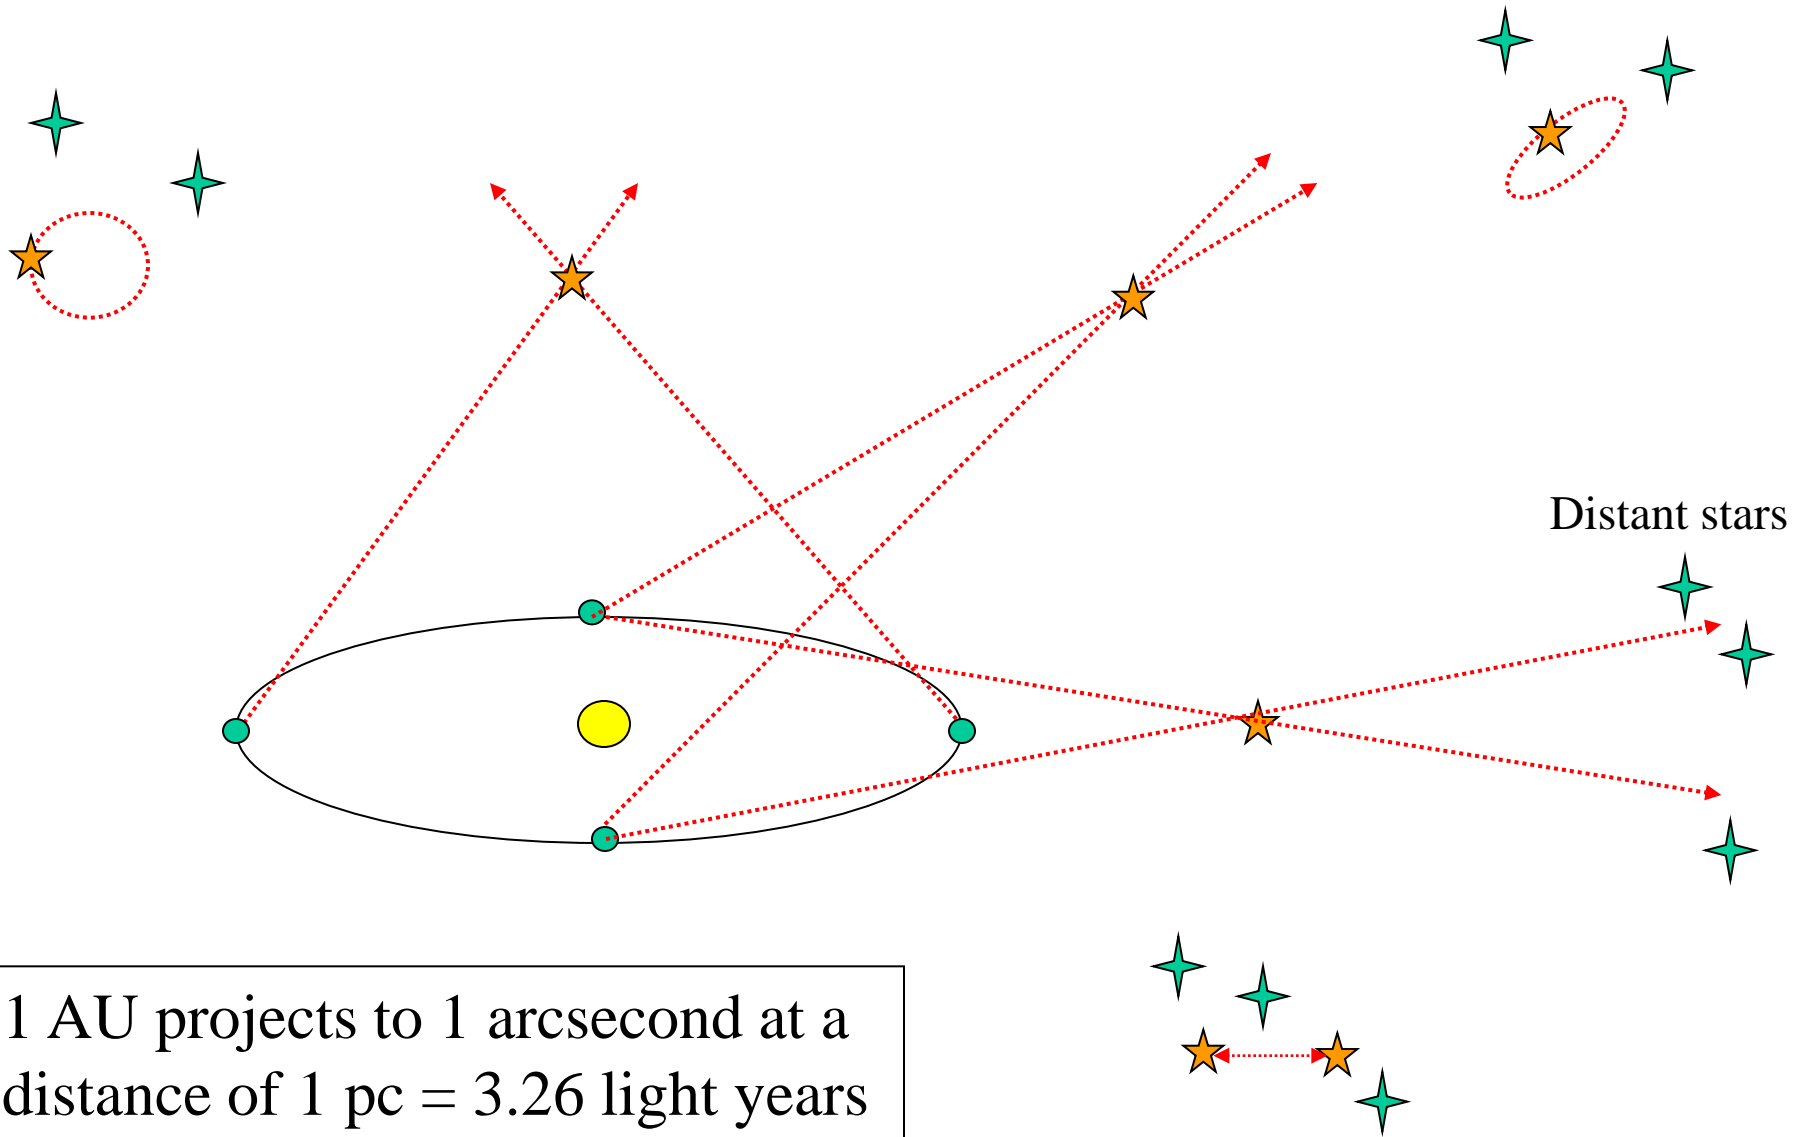 Distant stars
1 AU projects to 1 arcsecond at a
distance of 1 pc = 3.26 light years